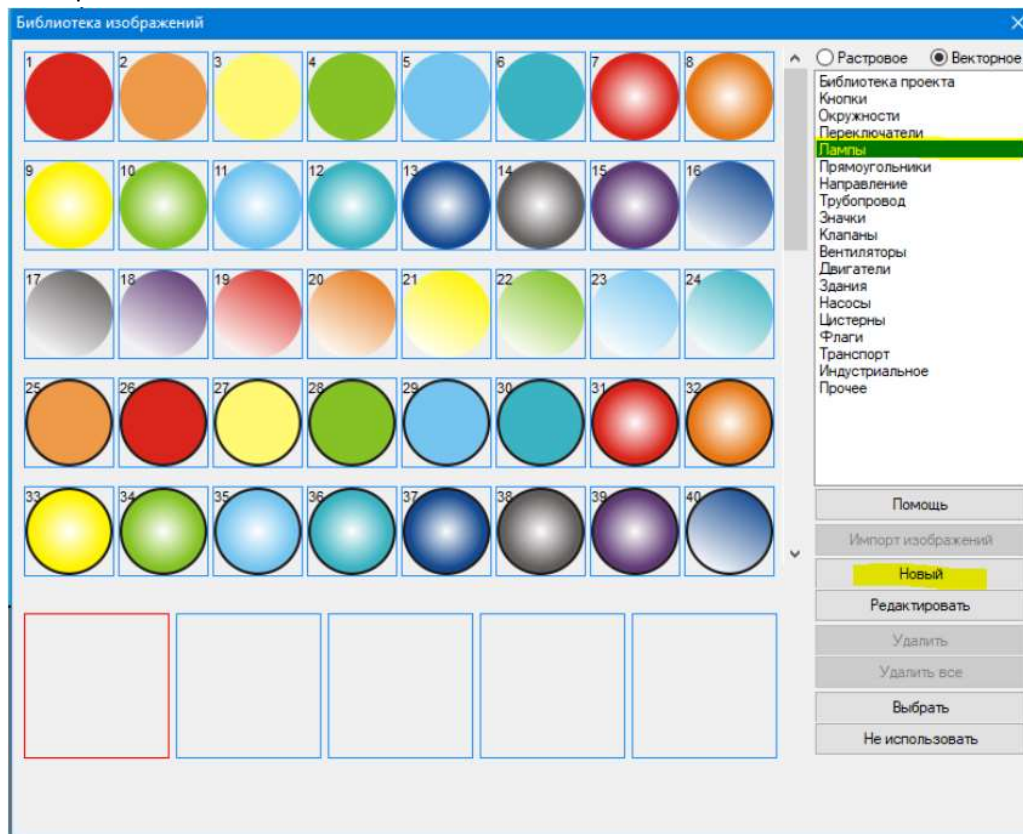 Библиотека изображений
1 2 3 4 5 6 7 8
9 10 11 12 13 14 15 16
17 18 19 20 21 22 23 24
25 26 27 28 29 30 31 32
33 34 35 36 37 38 39 40
Растровое Векторное
Библиотека проекта
Кнопки
Окружности
Переключатели
Лампы
Прямоугольники
Направление
Трубопровод
Значки
Клапаны
Вентиляторы
Двигатели
Здания
Насосы
Цистерны
Флаги
Транспорт
Индустриальное
Прочее
Помощь
Импорт изображений
Новый
Редактировать
Удалить
Удалить все
Выбрать
Не использовать